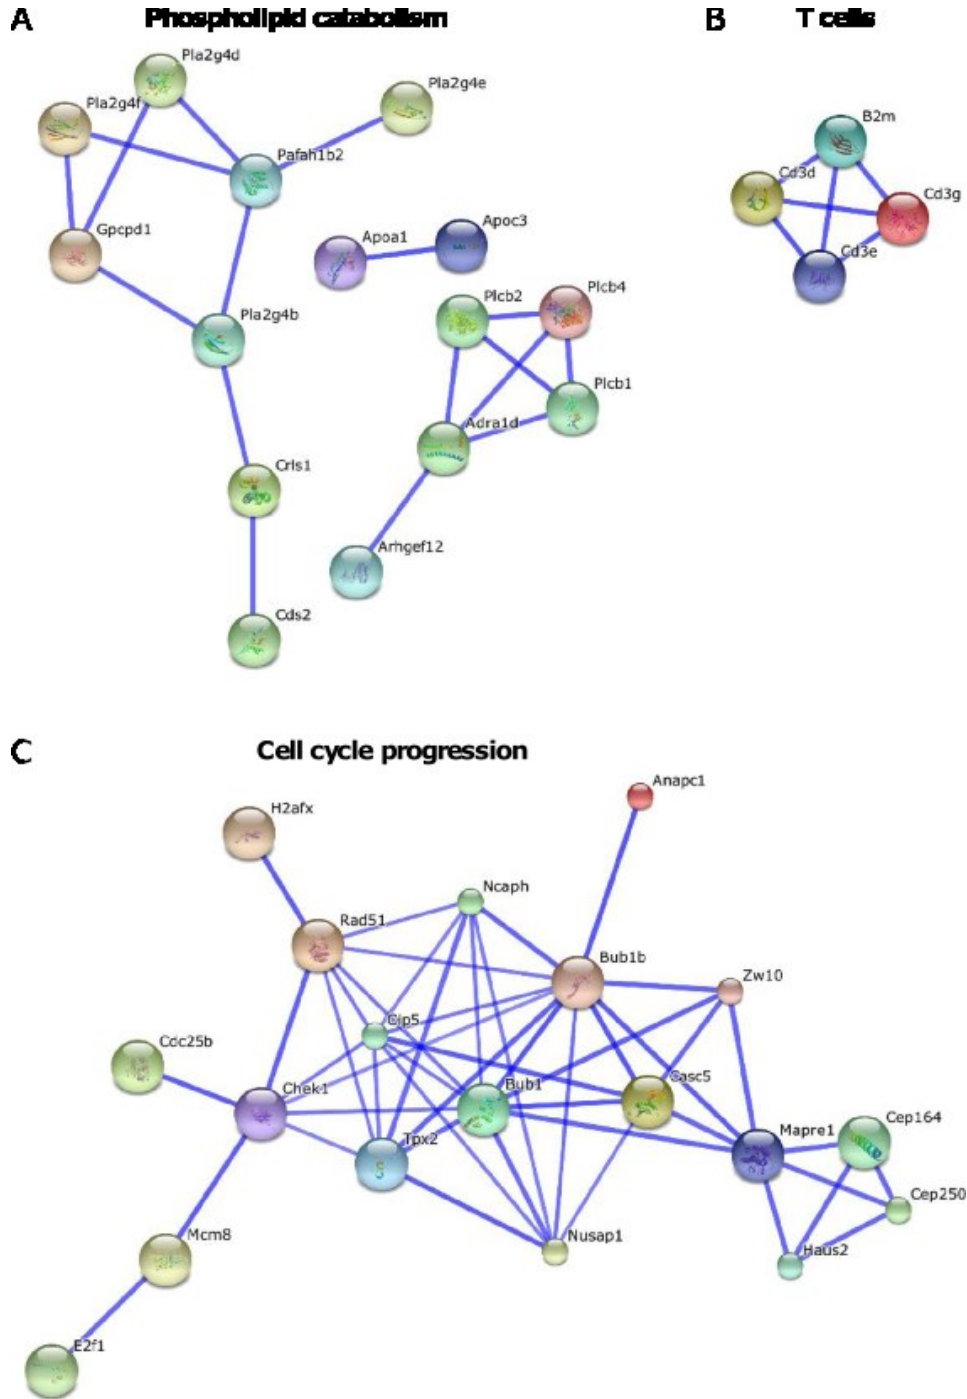 A Phospholipid catabolism
B T cells
Pla2g4d
Pla2g4e
Pla2g4f
Pafah1b2
Gpcpd1
Apoa1
Apoc3
Pla2g4b
Plcb2
Plcb4
Plcb1
Adra1d
Crls1
Arhgef12
Cds2
B2m
Cd3d
Cd3g
Cd3e
C Cell cycle progression
Anapc1
H2afx
Ncaph
Rad51
Bub1b
Zw10
Cip5
Cdc25b
Chek1
Bub1
Casc5
Tpx2
Mapre1
Cep164
Cep250
Mcm8
Nusap1
Haus2
E2f1